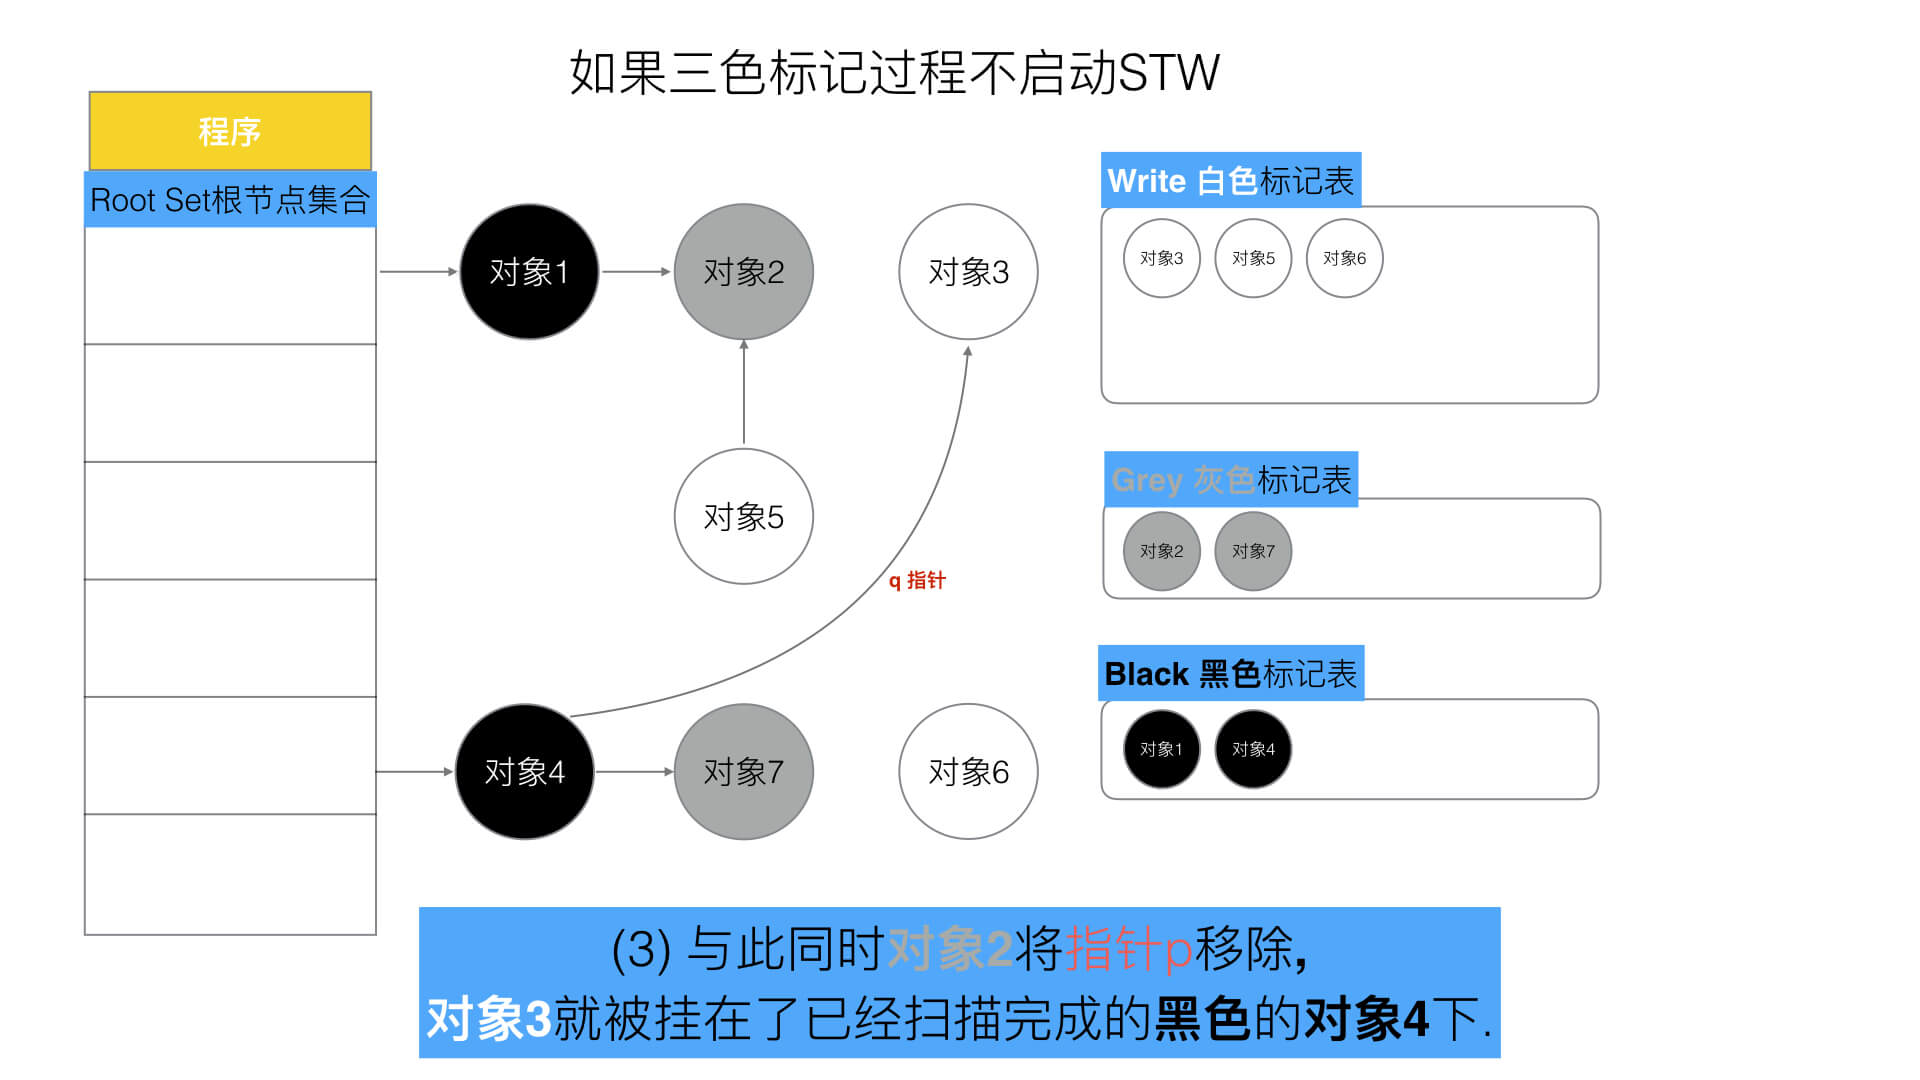 如果三色标记过程不启动STW
程序
Root Set根节点集合
对象1
对象2
对象3
对象5
q 指针
对象4
对象7
对象6
Write 白色标记表
对象3
对象5
对象6
Grey 灰色标记表
对象2
对象7
Black 黑色标记表
对象1
对象4
(3) 与此同时对象2将指针p移除,
对象3就被挂在了已经扫描完成的黑色的对象4下.